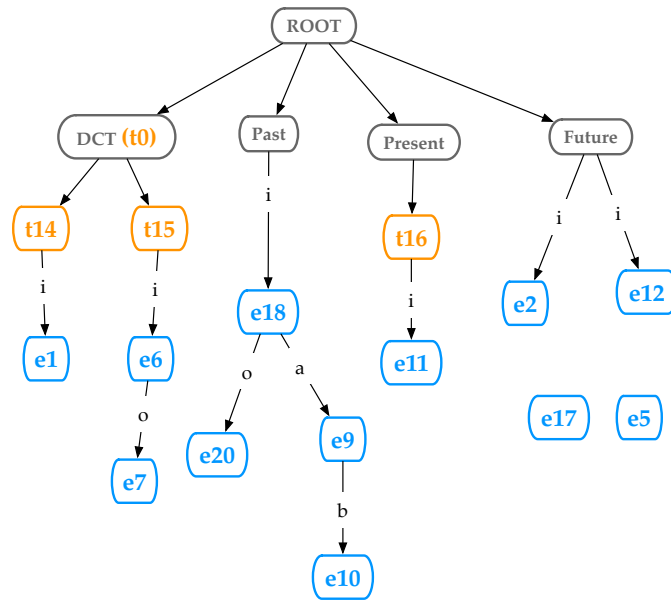 ROOT
DCT (t0)
Past
Present
Future
i
t14
t15
t16
i
i
i
i
i
e2
e12
e18
e1
e6
e11
o
a
o
e17
e5
e20
e9
e7
b
e10